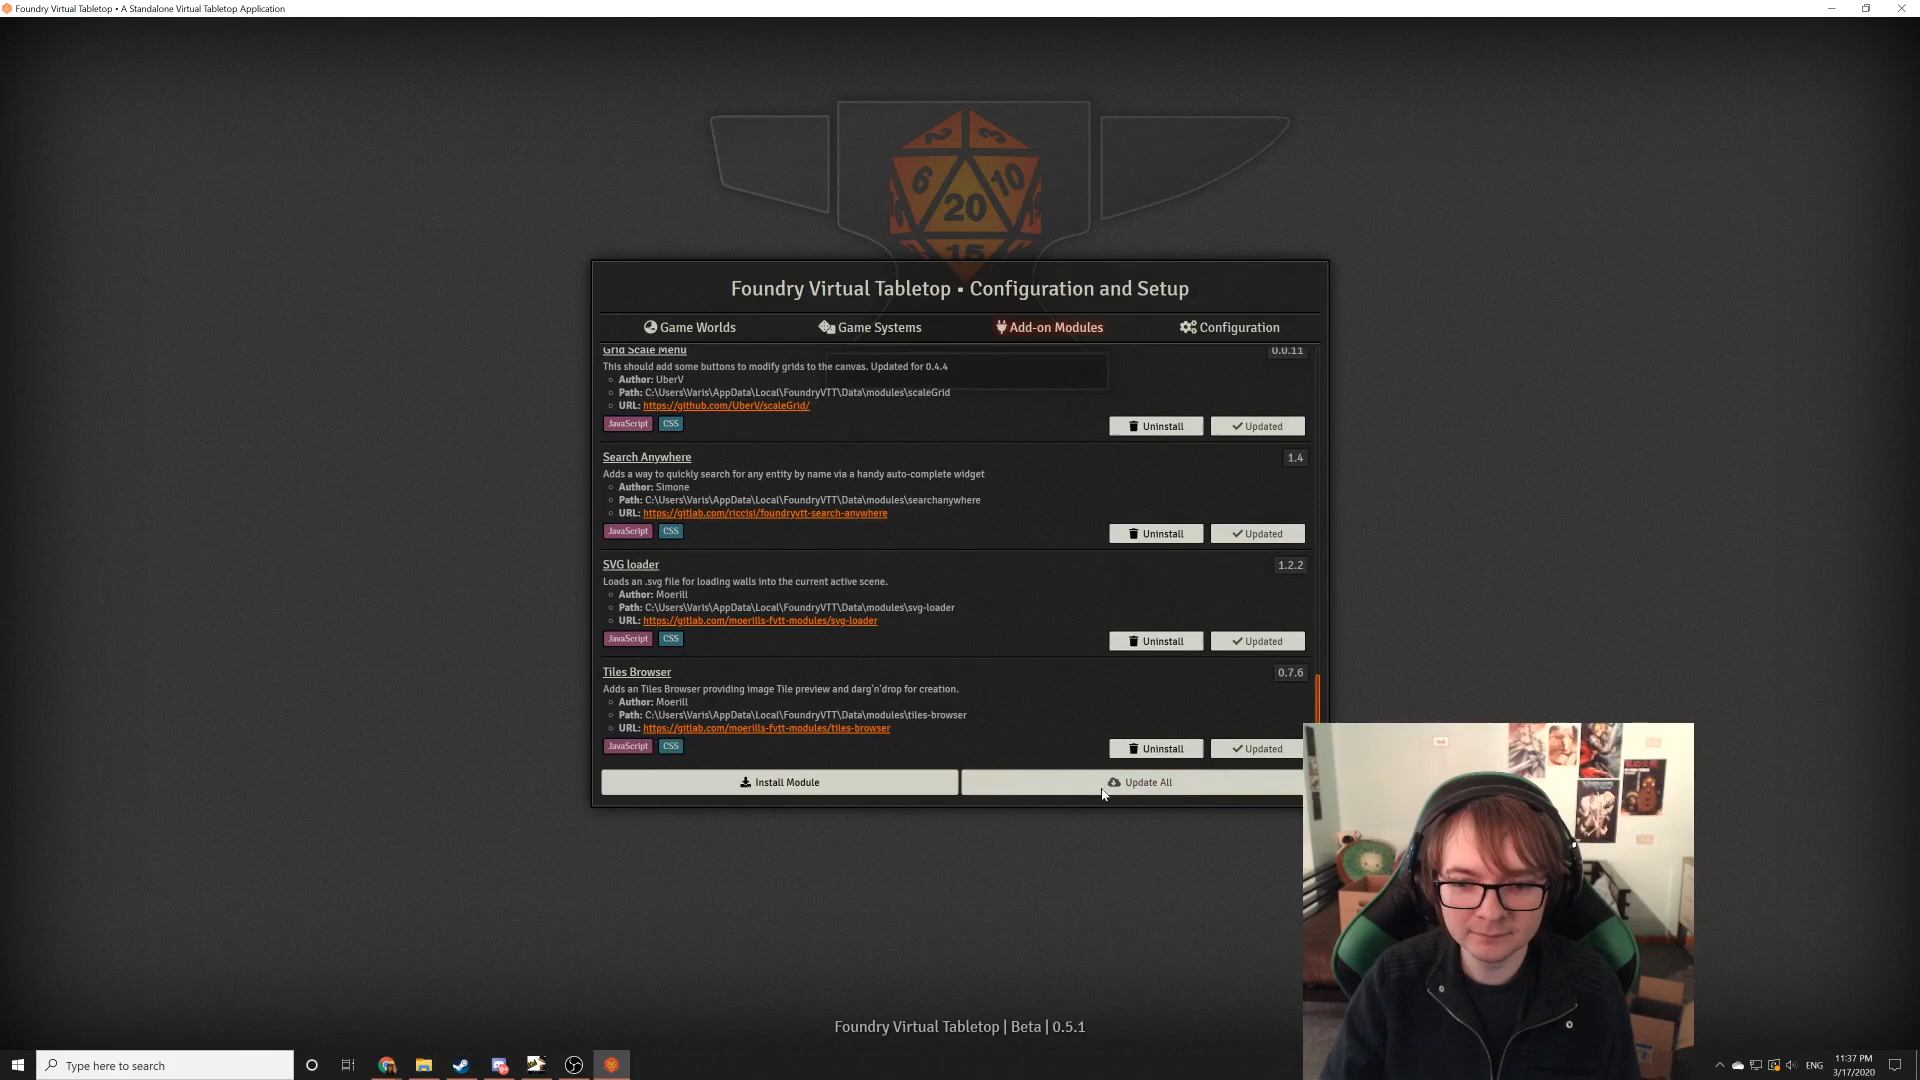 Foundry Virtual Tabletop • A Standalone Virtual Tabletop Application
2
3
6
10
20
15
Foundry Virtual Tabletop • Configuration and Setup
Game Worlds
Game Systems
Add-on Modules
Configuration
Grid Scale Menu
0.0.11
This should add some buttons to modify grids to the canvas. Updated for 0.4.4
Author: UberV
Path: C:\Users\Varis\AppData\Local\FoundryVTT\Data\modules\scaleGrid
URL: https://github.com/UberV/scaleGrid/
JavaScript CSS
Uninstall
Updated
Search Anywhere
1.4
Adds a way to quickly search for any entity by name via a handy auto-complete widget
Author: Simone
Path: C:\Users\Varis\AppData\Local\FoundryVTT\Data\modules\searchanywhere
URL: https://gitlab.com/riccisi/foundryvtt-search-anywhere
JavaScript CSS
Uninstall
Updated
SVG loader
1.2.2
Loads an .svg file for loading walls into the current active scene.
Author: Moerill
Path: C:\Users\Varis\AppData\Local\FoundryVTT\Data\modules\svg-loader
URL: https://gitlab.com/moerills-fvtt-modules/svg-loader
JavaScript CSS
Uninstall
Updated
Tiles Browser
0.7.6
Adds an Tiles Browser providing image Tile preview and darg'n'drop for creation.
Author: Moerill
Path: C:\Users\Varis\AppData\Local\FoundryVTT\Data\modules\tiles-browser
URL: https://gitlab.com/moerills-fvtt-modules/tiles-browser
JavaScript CSS
Uninstall
Updated
Install Module
Update All
Foundry Virtual Tabletop | Beta | 0.5.1
Type here to search
ENG
11:37 PM
3/17/2020